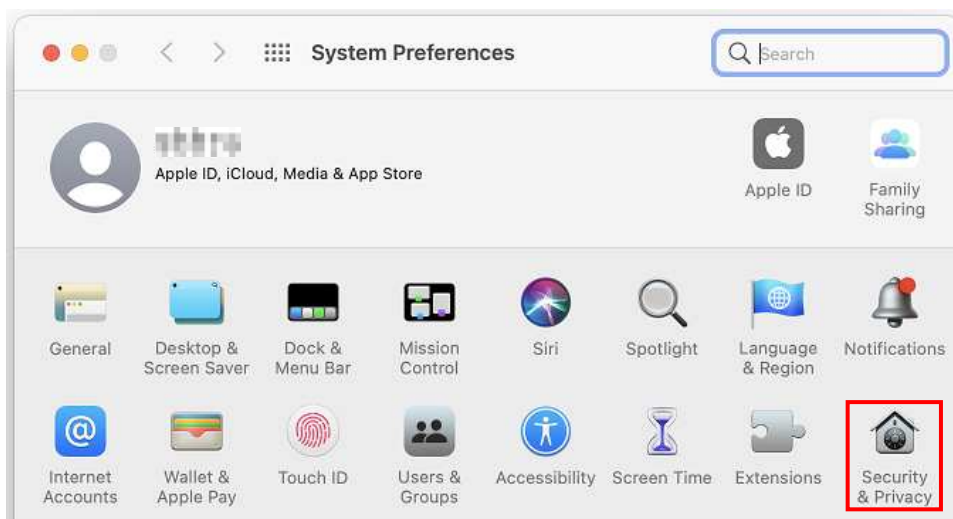 System Preferences
Search
Apple ID, iCloud, Media & App Store
Apple ID
Family
Sharing
General
Desktop &
Screen Saver
Dock &
Menu Bar
Mission
Control
Siri
Spotlight
Language
& Region
Notifications
Internet
Accounts
Wallet &
Apple Pay
Touch ID
Users &
Groups
Accessibility
Screen Time
Extensions
Security
& Privacy